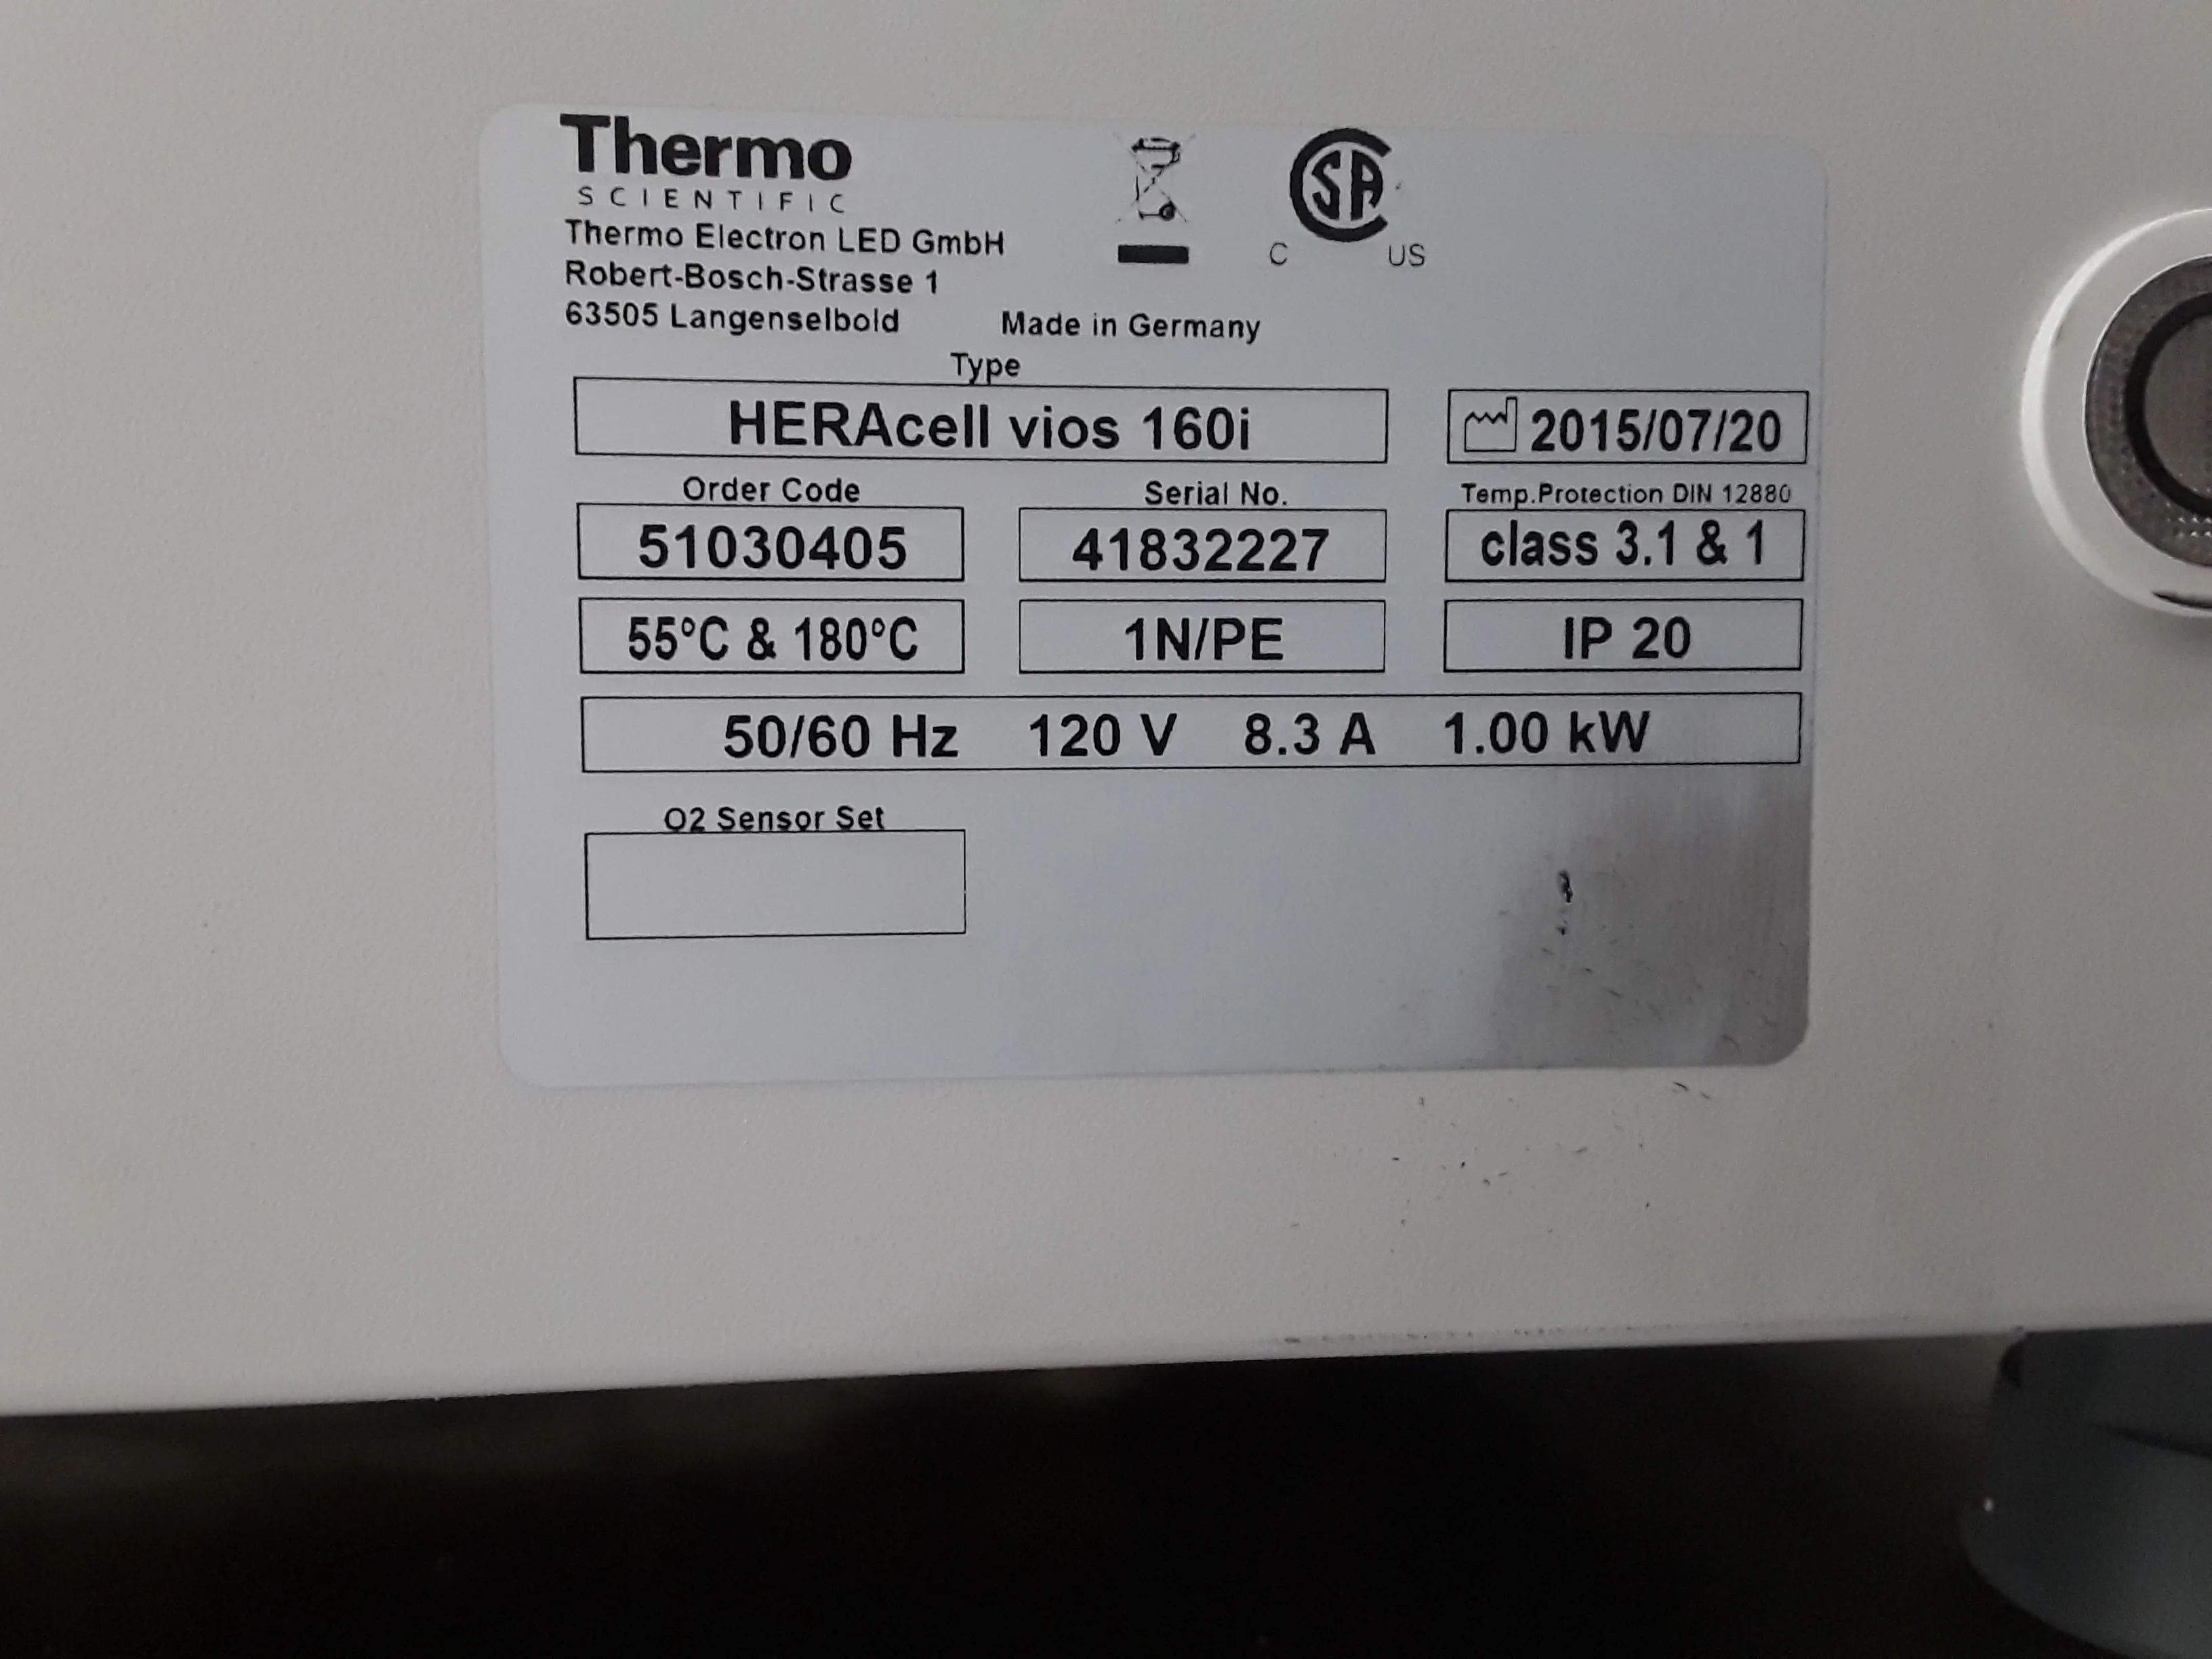 Thermo
SCIENTIFIC
Thermo Electron LED GmbH
Robert-Bosch-Strasse 1
63505 Langenselbold Made in Germany
CSA
C US
Type
HERAcell vios 160i 2015/07/20
Order Code Serial No. Temp.Protection DIN 12880
51030405 41832227 class 3.1 & 1
55°C & 180°C 1N/PE IP 20
50/60 Hz 120 V 8.3 A 1.00 kW
O2 Sensor Set